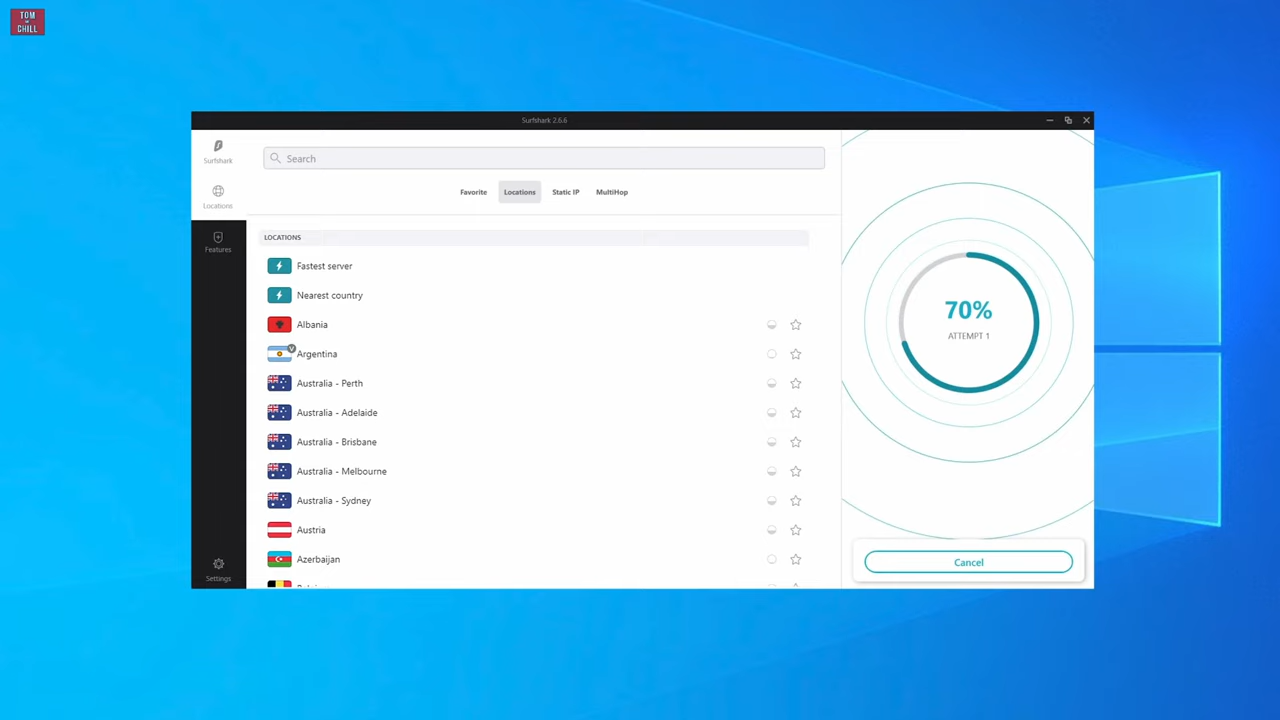 TOM
CHILL
Surfshark 2.6.6
Surfshark
Locations
Features
Settings
Search
Favorite
Locations
Static IP
MultiHop
LOCATIONS
Fastest server
Nearest country
Albania
V
Argentina
Australia - Perth
Australia - Adelaide
Australia - Brisbane
Australia - Melbourne
Australia - Sydney
Austria
Azerbaijan
70%
ATTEMPT 1
Cancel